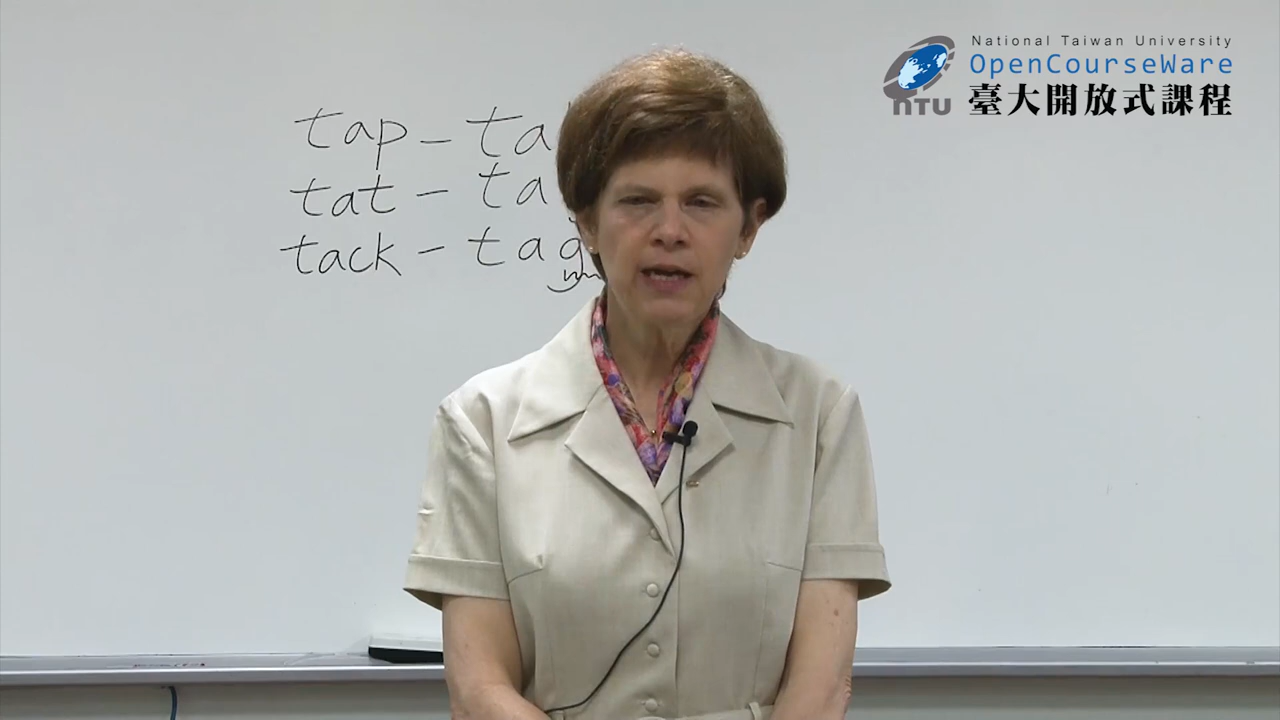 National Taiwan University
OpenCourseWare
臺大開放式課程
NTU
tap - ta
tat - ta
tack - tag